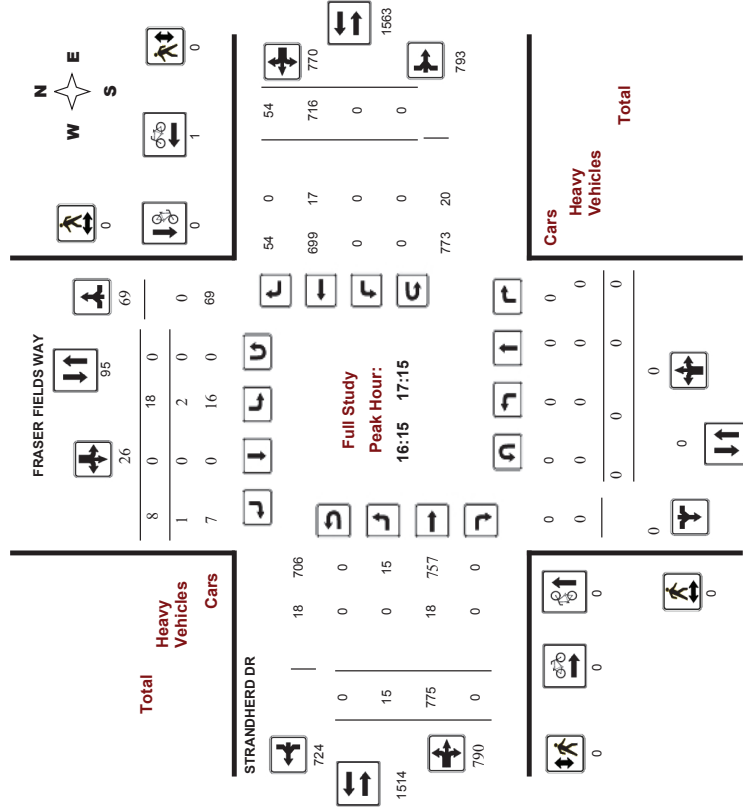 N
W E
S
0
0
0
1
FRASER FIELDS WAY
95
26
69
8 0 18 0
1 0 2 0 0
7 0 16 0 69
Total
Heavy
Vehicles
Cars
1563
770
793
54 0 54
716 17 699
0 0 0
0 0 0
20 773
Full Study
Peak Hour:
16:15 17:15
STRANDHERD DR
724
1514
790
18 706
0 0 0
15 0 15
775 18 757
0 0 0
Cars
Heavy
Vehicles
Total
0 0 0 0 0
0 0 0 0 0
0 0 0 0
0
0
0
0
0
0
0